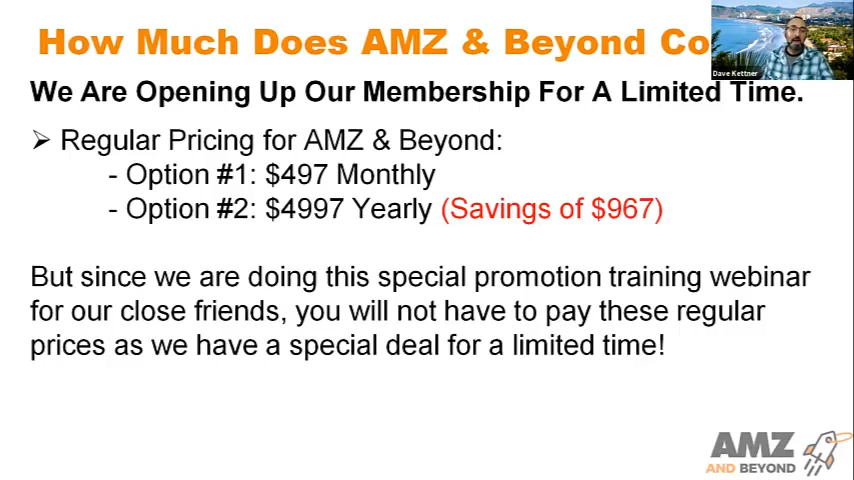 How Much Does AMZ & Beyond Co
Dave Kettner
We Are Opening Up Our Membership For A Limited Time.
➢ Regular Pricing for AMZ & Beyond:
- Option #1: $497 Monthly
- Option #2: $4997 Yearly (Savings of $967)
But since we are doing this special promotion training webinar
for our close friends, you will not have to pay these regular
prices as we have a special deal for a limited time!
AMZ
AND BEYOND